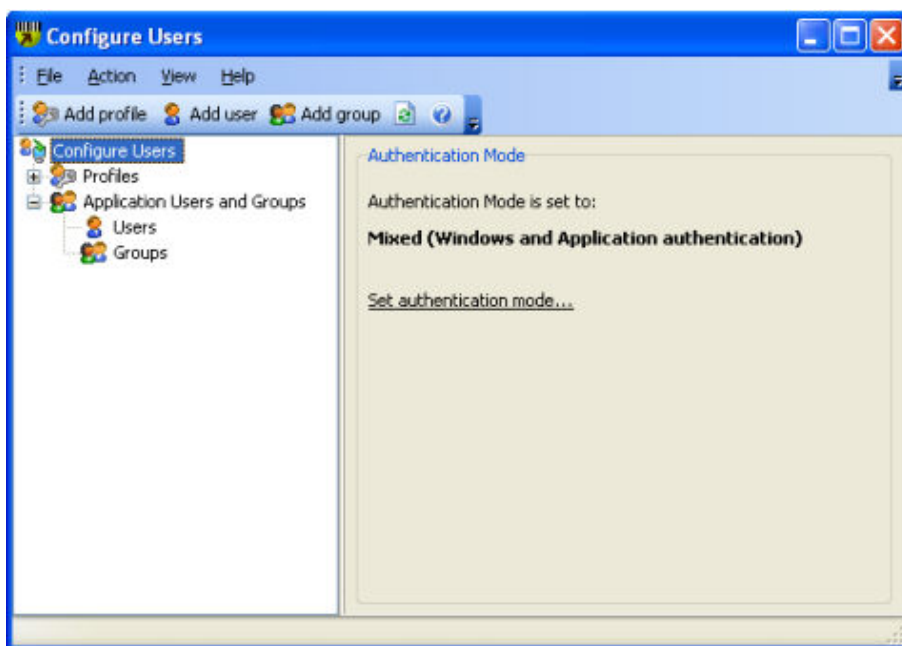 Configure Users
File Action View Help
Add profile Add user Add group
Configure Users
Profiles
Application Users and Groups
Users
Groups
Authentication Mode
Authentication Mode is set to:
Mixed (Windows and Application authentication)
Set authentication mode...